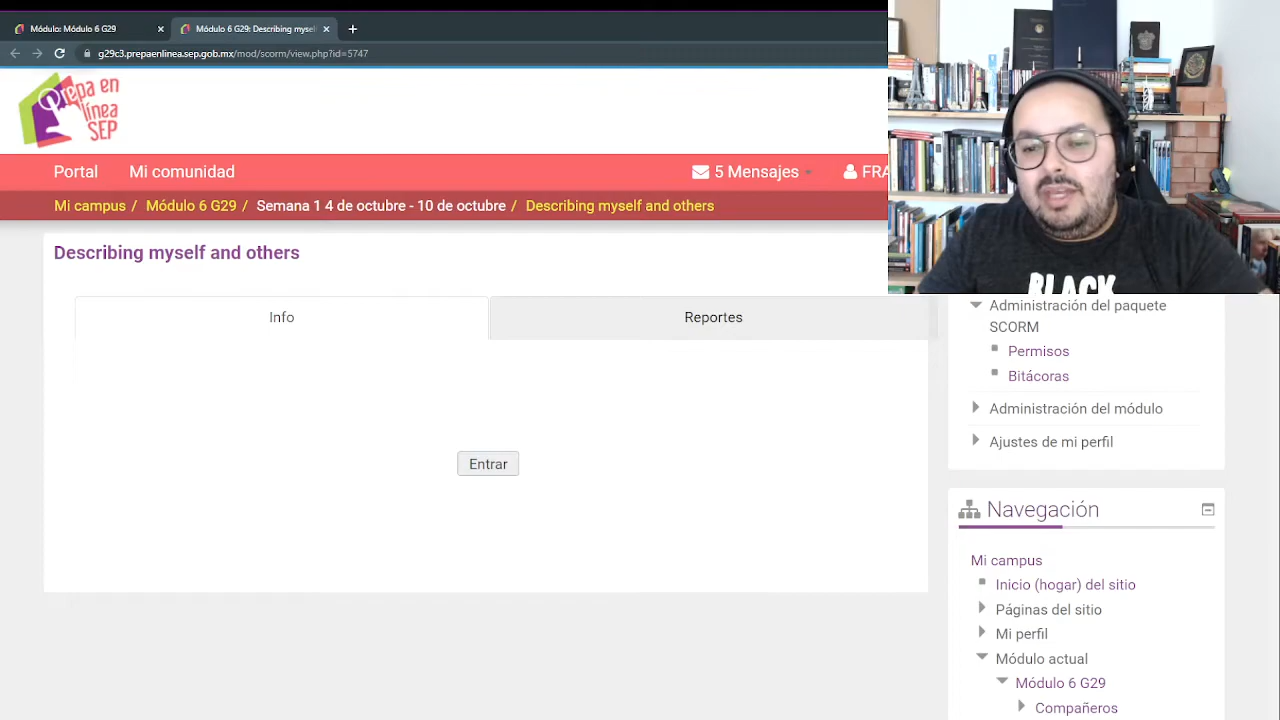 Módulo: Módulo 6 G29
Módulo 6 G29: Describing mysel
g29c3.prepaenlinea.sep.gob.mx/mod/scorm/view.php?id=5747
Prepa en
línea
SEP
Portal
Mi comunidad
5 Mensajes
FRA
Mi campus / Módulo 6 G29 / Semana 1 4 de octubre - 10 de octubre / Describing myself and others
Describing myself and others
Info
Reportes
Entrar
BLACK
Administración del paquete
SCORM
Permisos
Bitácoras
Administración del módulo
Ajustes de mi perfil
Navegación
Mi campus
Inicio (hogar) del sitio
Páginas del sitio
Mi perfil
Módulo actual
Módulo 6 G29
Compañeros